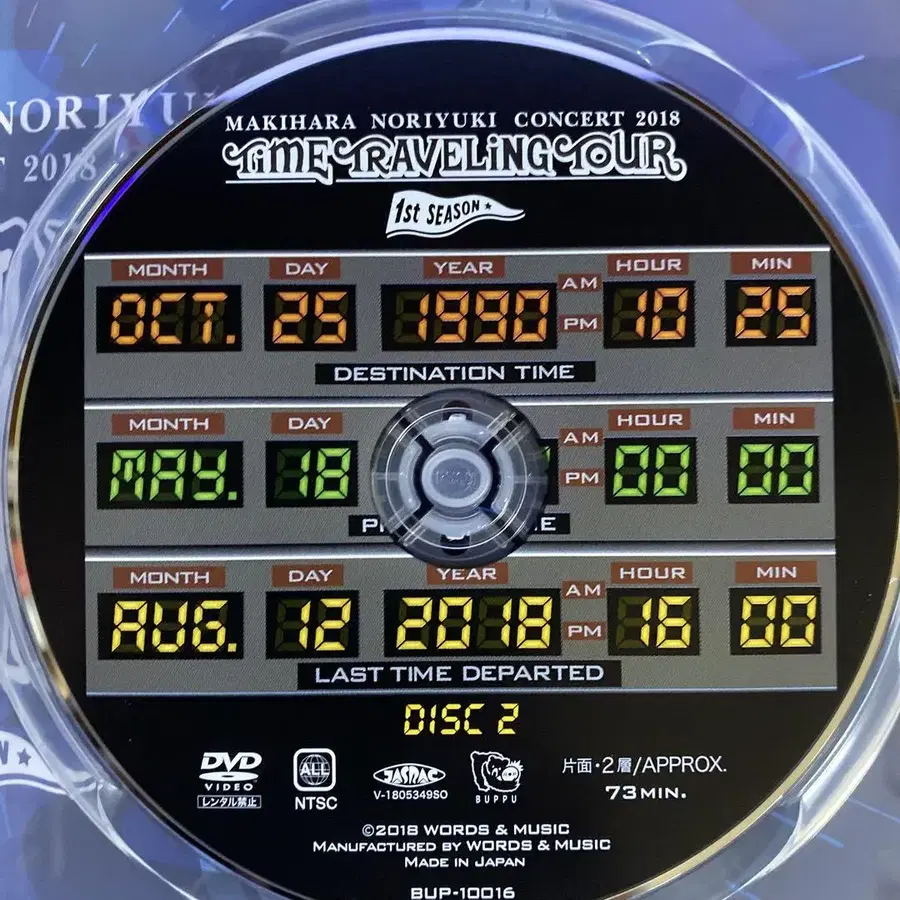 NORIYU
2018
MAKIHARA NORIYUKI CONCERT 2018
TIME TRAVELING TOUR
1st SEASON
MONTH DAY YEAR AM HOUR MIN
OCT. 25 1990 PM 10 25
DESTINATION TIME
MONTH DAY AM HOUR MIN
MAY. 18 PM 00 00
MONTH DAY YEAR AM HOUR MIN
AUG. 12 2018 PM 16 00
LAST TIME DEPARTED
DISC 2
DVD VIDEO ALL JASRAC 片面・2層/APPROX.
レンタル禁止 NTSC V-1805349SO BUPPU 73MIN.
©2018 WORDS & MUSIC
MANUFACTURED BY WORDS & MUSIC
MADE IN JAPAN
BUP-10016